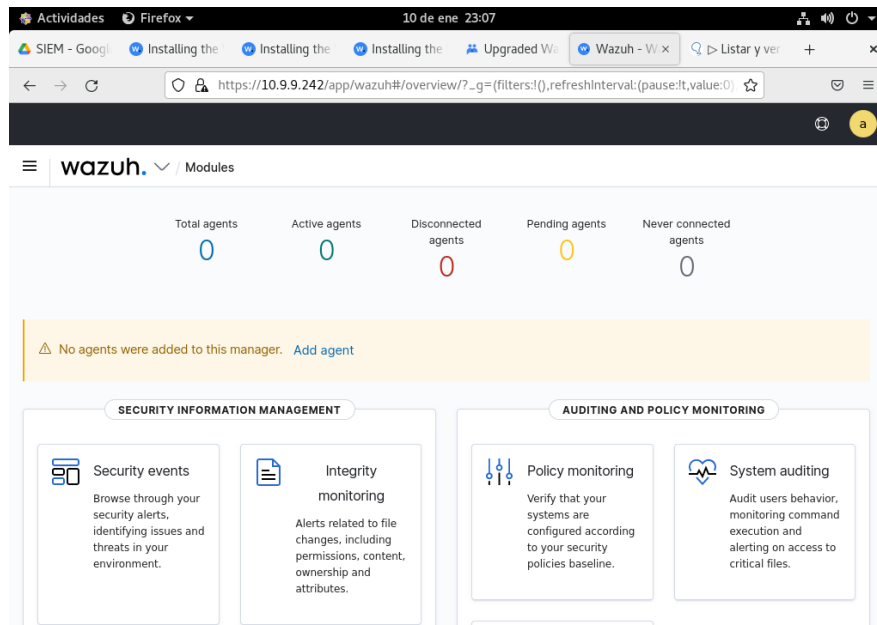 Actividades Firefox 10 de ene 23:07
SIEM - Googl Installing the Installing the Installing the Upgraded Wa Wazuh - W Listar y ver
https://10.9.9.242/app/wazuh#/overview/?_g=(filters:!(),refreshInterval:(pause:!t,value:0)
a
wazuh. / Modules
Total agents
0
Active agents
0
Disconnected
agents
0
Pending agents
0
Never connected
agents
0
No agents were added to this manager. Add agent
SECURITY INFORMATION MANAGEMENT
Security events
Browse through your
security alerts,
identifying issues and
threats in your
environment.
Integrity
monitoring
Alerts related to file
changes, including
permissions, content,
ownership and
attributes.
AUDITING AND POLICY MONITORING
Policy monitoring
Verify that your
systems are
configured according
to your security
policies baseline.
System auditing
Audit users behavior,
monitoring command
execution and
alerting on access to
critical files.